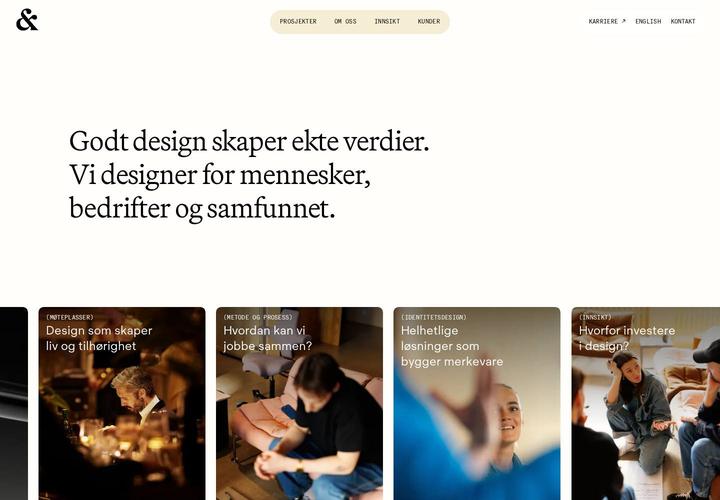 &
PROSJEKTER OM OSS INNSIKT KUNDER
KARRIERE ↗ ENGLISH KONTAKT
Godt design skaper ekte verdier.
Vi designer for mennesker,
bedrifter og samfunnet.
(MØTEPLASSER)
Design som skaper
liv og tilhørighet
(METODE OG PROSESS)
Hvordan kan vi
jobbe sammen?
(IDENTITETSDESIGN)
Helhetlige
løsninger som
bygger merkevare
(INNSIKT)
Hvorfor investere
i design?